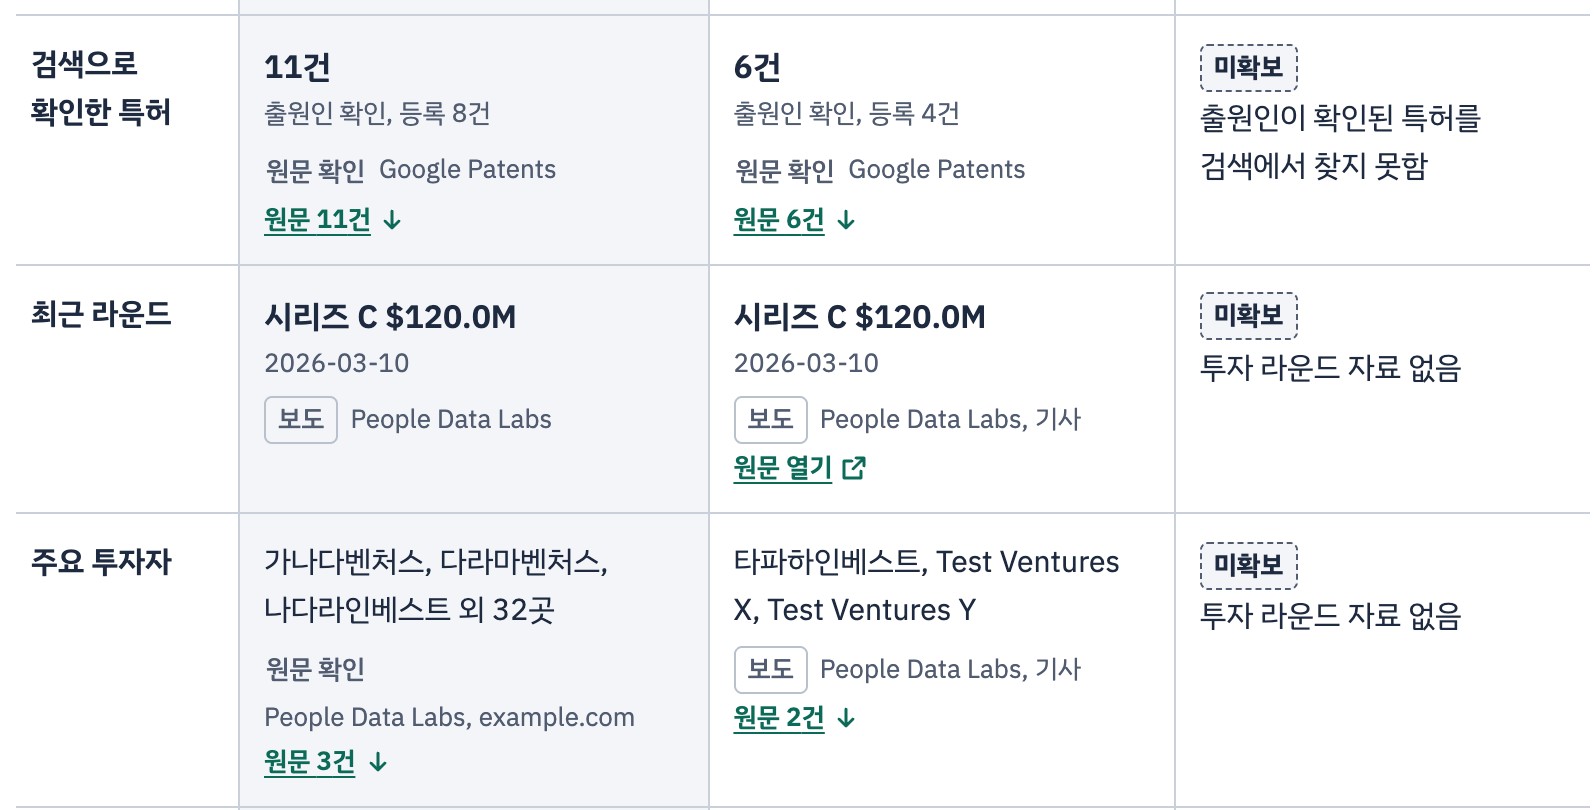 검색으로
확인한 특허
11건
출원인 확인, 등록 8건
원문 확인 Google Patents
원문 11건 ↓
6건
출원인 확인, 등록 4건
원문 확인 Google Patents
원문 6건 ↓
미확보
출원인이 확인된 특허를
검색에서 찾지 못함
최근 라운드
시리즈 C $120.0M
2026-03-10
보도 People Data Labs
시리즈 C $120.0M
2026-03-10
보도 People Data Labs, 기사
원문 열기
미확보
투자 라운드 자료 없음
주요 투자자
가나다벤처스, 다라마벤처스,
나다라인베스트 외 32곳
원문 확인
People Data Labs, example.com
원문 3건 ↓
타파하인베스트, Test Ventures
X, Test Ventures Y
보도 People Data Labs, 기사
원문 2건 ↓
미확보
투자 라운드 자료 없음